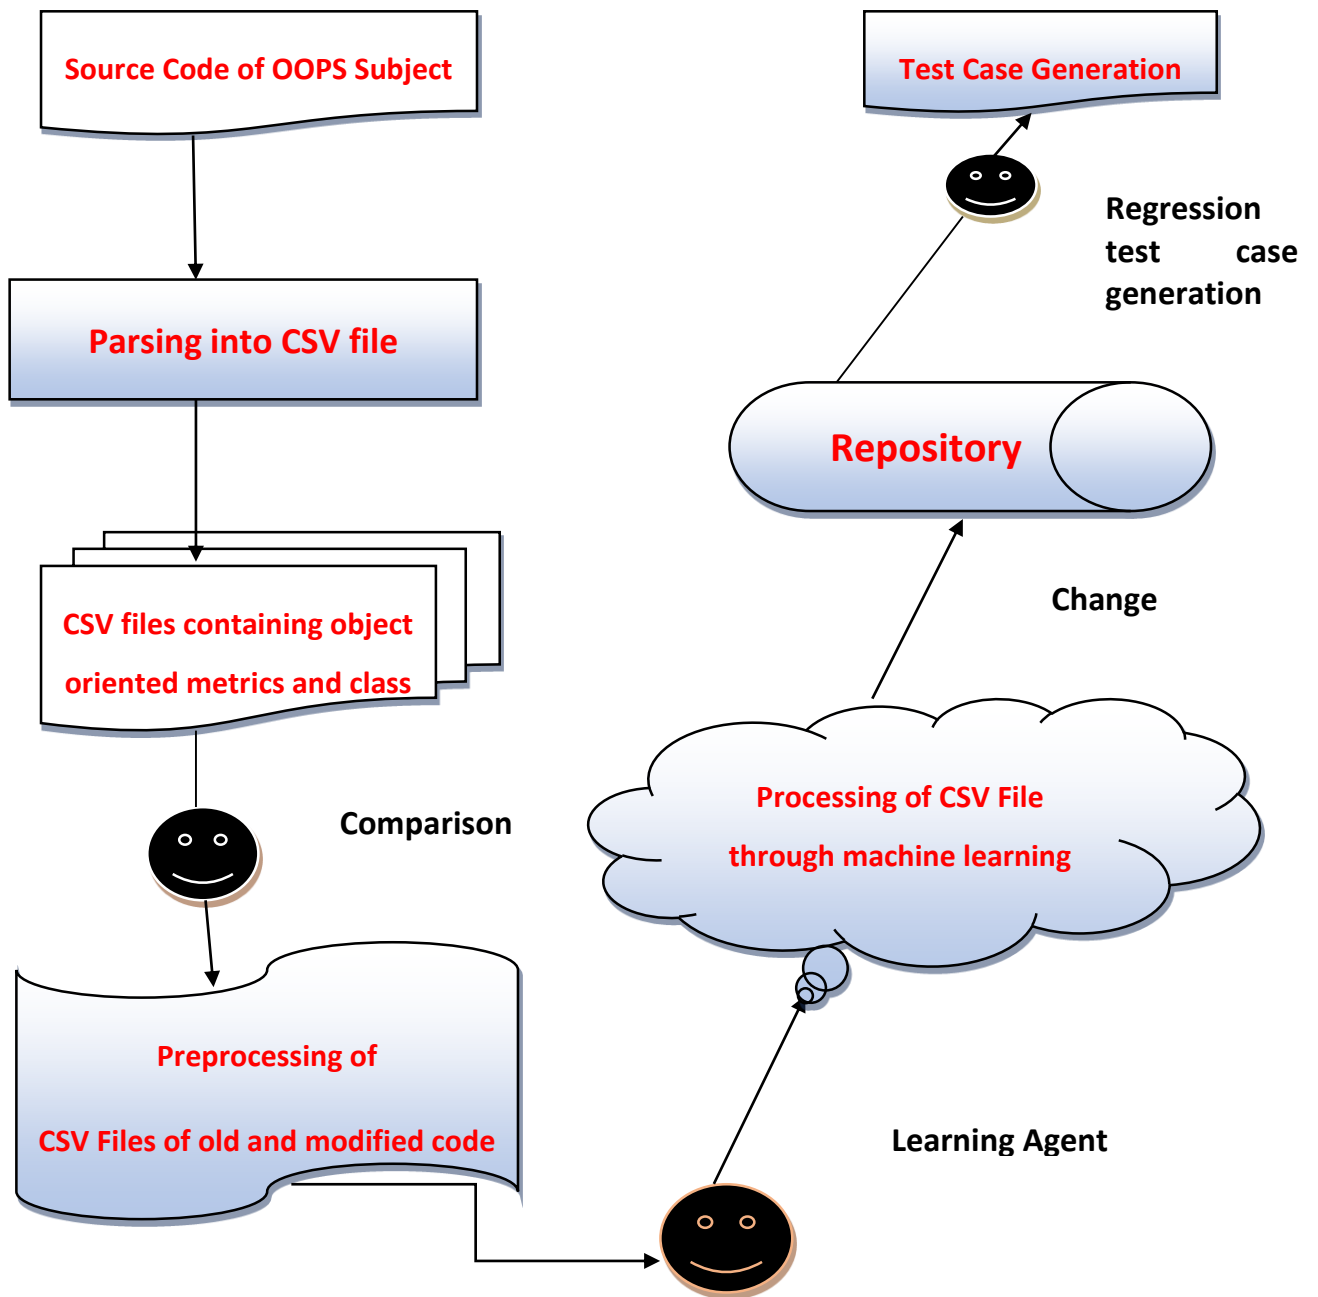 Source Code of OOPS Subject
Parsing into CSV file
CSV files containing object
oriented metrics and class
Comparison
Preprocessing of
CSV Files of old and modified code
Learning Agent
Processing of CSV File
through machine learning
Change
Repository
Regression
test case
generation
Test Case Generation